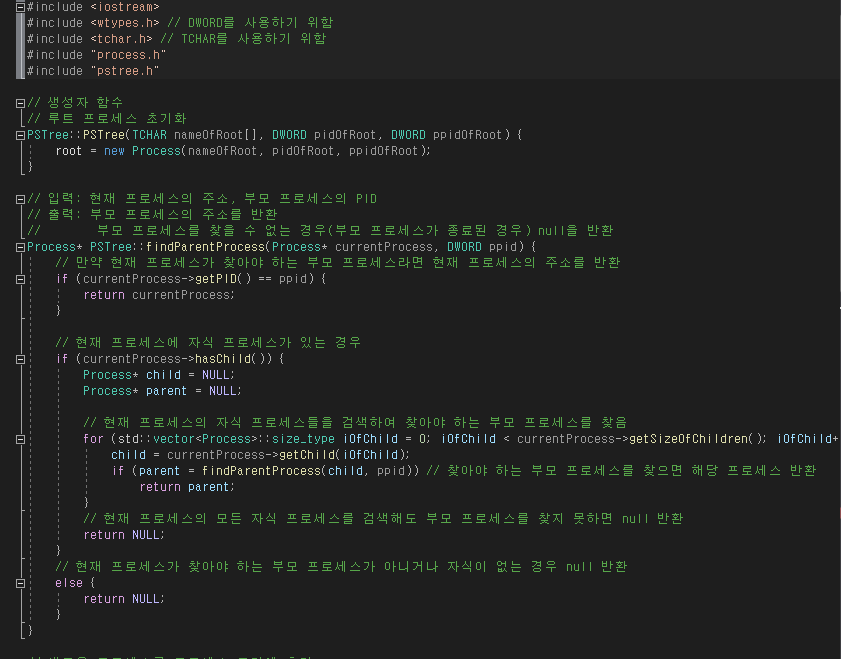 #include <iostream>
#include <wtypes.h> // DWORD를 사용하기 위함
#include <tchar.h> // TCHAR를 사용하기 위함
#include "process.h"
#include "pstree.h"
// 생성자 함수
// 루트 프로세스 초기화
PSTree::PSTree(TCHAR nameOfRoot[], DWORD pidOfRoot, DWORD ppidOfRoot) {
root = new Process(nameOfRoot, pidOfRoot, ppidOfRoot);
}
// 입력: 현재 프로세스의 주소, 부모 프로세스의 PID
// 출력: 부모 프로세스의 주소를 반환
// 부모 프로세스를 찾을 수 없는 경우(부모 프로세스가 종료된 경우) null을 반환
Process* PSTree::findParentProcess(Process* currentProcess, DWORD ppid) {
// 만약 현재 프로세스가 찾아야 하는 부모 프로세스라면 현재 프로세스의 주소를 반환
if (currentProcess->getPID() == ppid) {
return currentProcess;
}
// 현재 프로세스에 자식 프로세스가 있는 경우
if (currentProcess->hasChild()) {
Process* child = NULL;
Process* parent = NULL;
// 현재 프로세스의 자식 프로세스들을 검색하여 찾아야 하는 부모 프로세스를 찾음
for (std::vector<Process>::size_type iOfChild = 0; iOfChild < currentProcess->getSizeOfChildren(); iOfChild+
child = currentProcess->getChild(iOfChild);
if (parent = findParentProcess(child, ppid)) // 찾아야 하는 부모 프로세스를 찾으면 해당 프로세스 반환
return parent;
}
// 현재 프로세스의 모든 자식 프로세스를 검색해도 부모 프로세스를 찾지 못하면 null 반환
return NULL;
}
// 현재 프로세스가 찾아야 하는 부모 프로세스가 아니거나 자식이 없는 경우 null 반환
else {
return NULL;
}
}